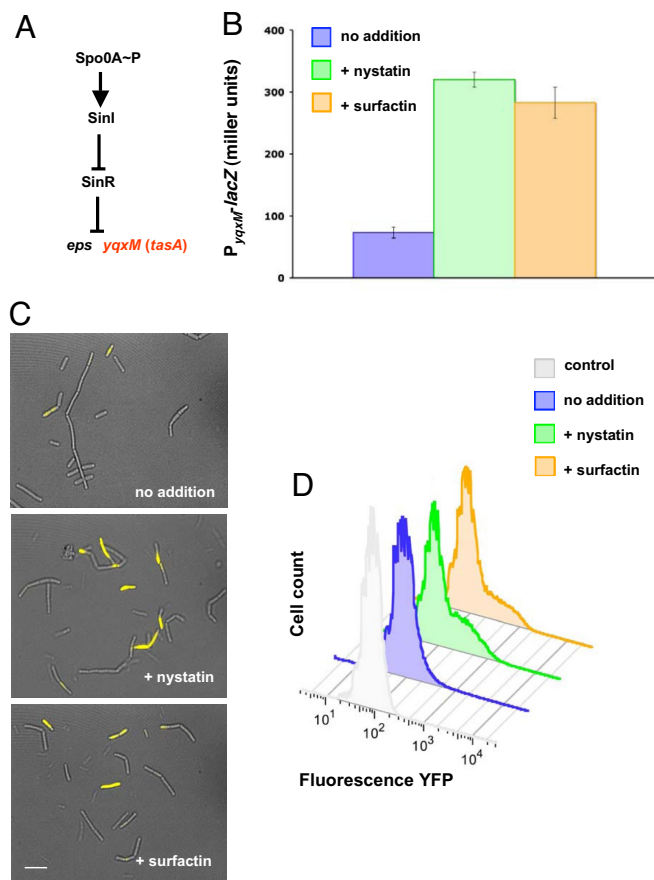 A
Spo0A~P
SinI
SinR
eps yqxM (tasA)
B
400
300
200
100
0
PyqxM-lacZ (miller units)
no addition
+ nystatin
+ surfactin
C
no addition
+ nystatin
+ surfactin
D
control
no addition
+ nystatin
+ surfactin
Cell count
10¹ 10² 10³ 10⁴
Fluorescence YFP